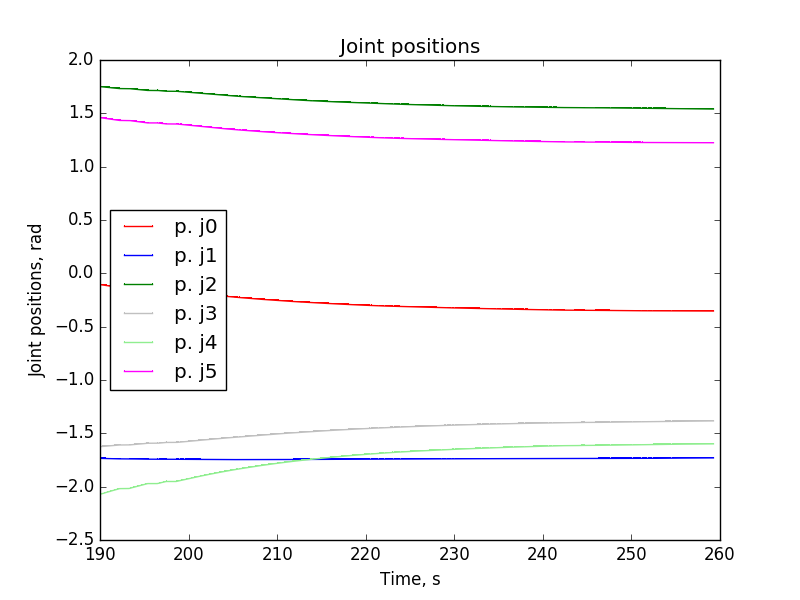 Joint positions
2.0
1.5
1.0
0.5
0.0
−0.5
−1.0
−1.5
−2.0
−2.5
Joint positions, rad
p. j0
p. j1
p. j2
p. j3
p. j4
p. j5
190 200 210 220 230 240 250 260
Time, s